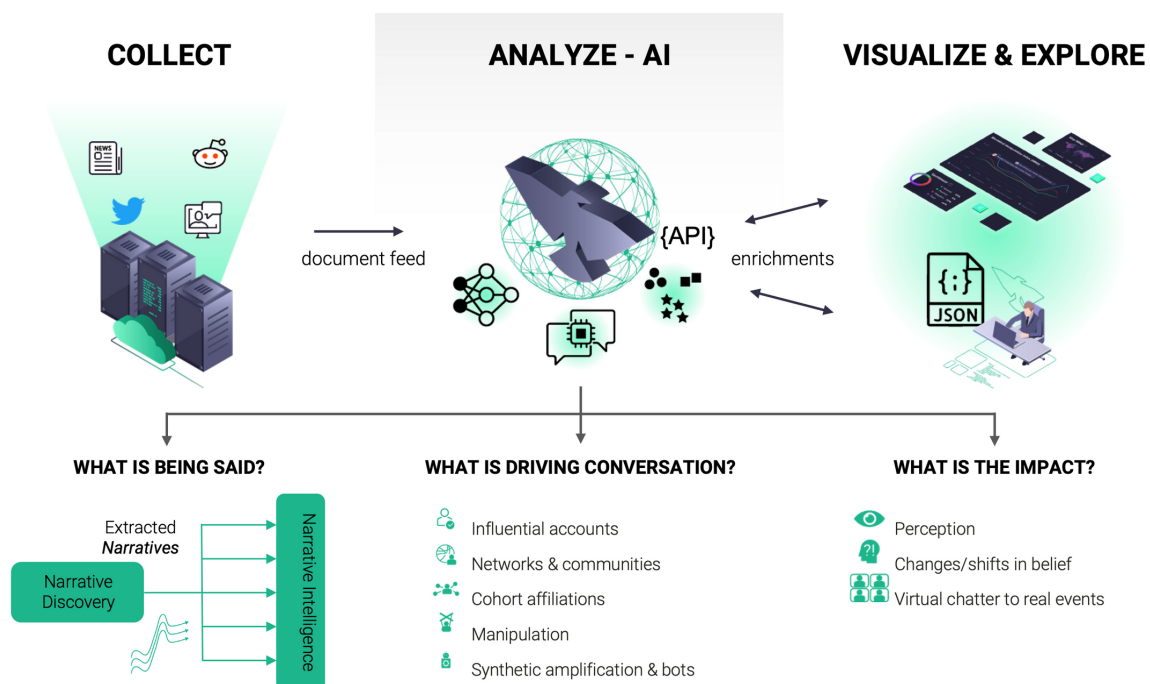 COLLECT
ANALYZE - AI
VISUALIZE & EXPLORE
NEWS
{API}
document feed
enrichments
{;}
JSON
WHAT IS BEING SAID?
WHAT IS DRIVING CONVERSATION?
WHAT IS THE IMPACT?
Extracted
Narratives
Narrative
Discovery
Narrative Intelligence
Influential accounts
Networks & communities
Cohort affiliations
Manipulation
Synthetic amplification & bots
?!
Perception
Changes/shifts in belief
Virtual chatter to real events